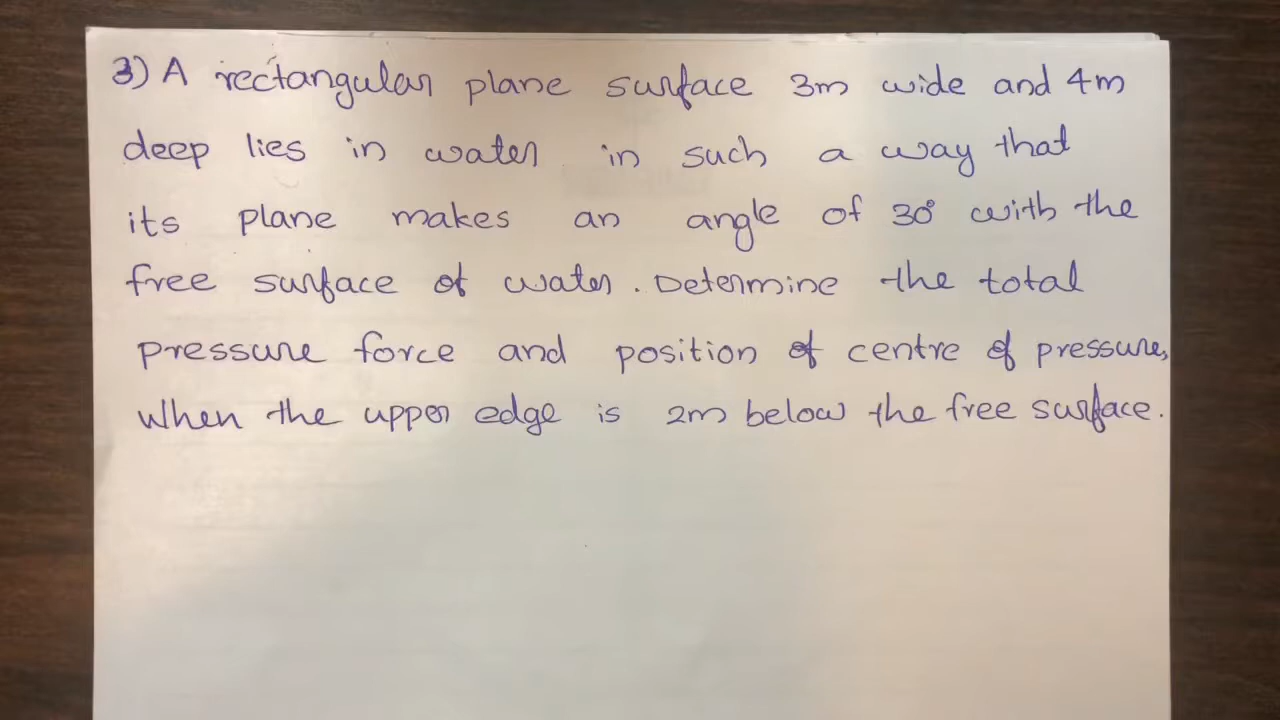 3) A rectangular plane surface 3m wide and 4m
deep lies in water in such a way that
its plane makes an angle of 30° with the
free surface of water. Determine the total
pressure force and position of centre of pressure,
when the upper edge is 2m below the free surface.